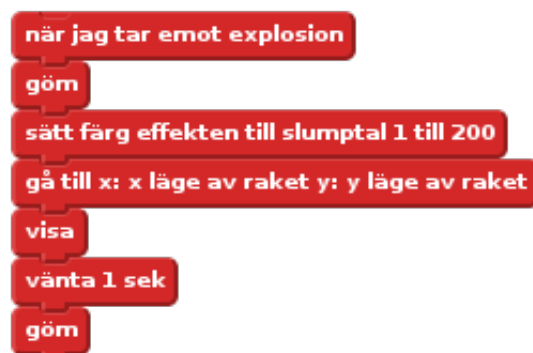 när jag tar emot explosion
göm
sätt färg effekten till slumptal 1 till 200
gå till x: x läge av raket y: y läge av raket
visa
vänta 1 sek
göm